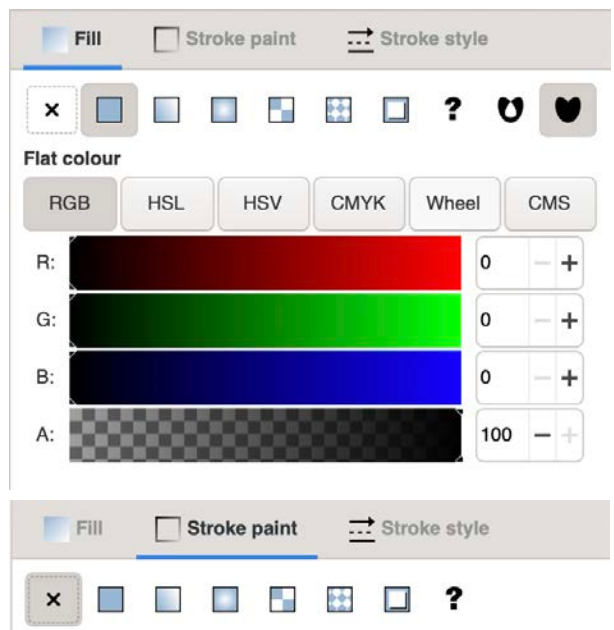 Fill Stroke paint Stroke style
× ?
Flat colour
RGB HSL HSV CMYK Wheel CMS
R: 0 − +
G: 0 − +
B: 0 − +
A: 100 − +
Fill Stroke paint Stroke style
× ?